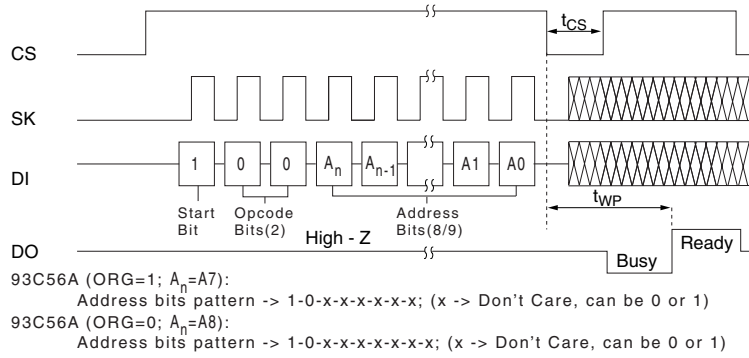 CS
tCS
SK
DI
1 0 0 An An-1 A1 A0
Start Bit
Opcode Bits(2)
Address Bits(8/9)
tWP
DO
High - Z
Busy
Ready
93C56A (ORG=1; An=A7):
Address bits pattern -> 1-0-x-x-x-x-x-x; (x -> Don't Care, can be 0 or 1)
93C56A (ORG=0; An=A8):
Address bits pattern -> 1-0-x-x-x-x-x-x-x; (x -> Don't Care, can be 0 or 1)